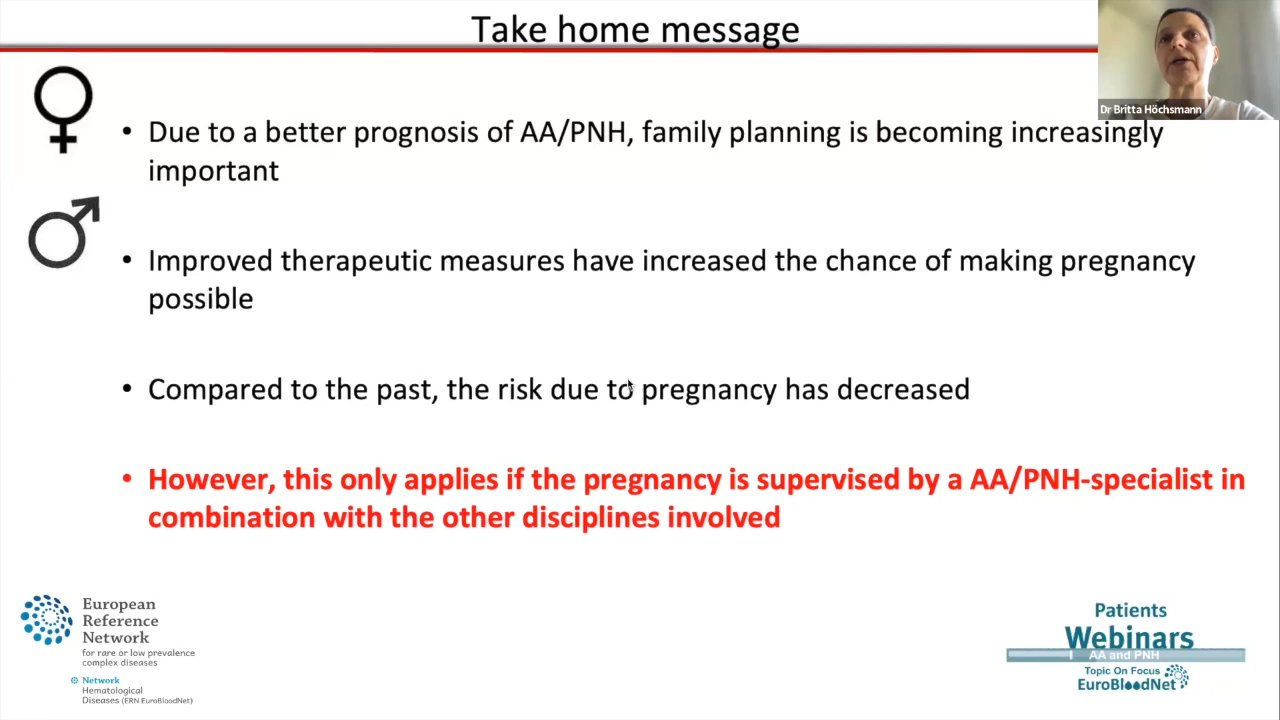 Take home message
Dr Britta Höchsmann
• Due to a better prognosis of AA/PNH, family planning is becoming increasingly
important
• Improved therapeutic measures have increased the chance of making pregnancy
possible
• Compared to the past, the risk due to pregnancy has decreased
• However, this only applies if the pregnancy is supervised by a AA/PNH-specialist in
combination with the other disciplines involved
European
Reference
Network
for rare or low prevalence
complex diseases
Network
Hematological
Diseases (ERN EuroBloodNet)
Patients
Webinars
AA and PNH
Topic On Focus
EuroBloodNet